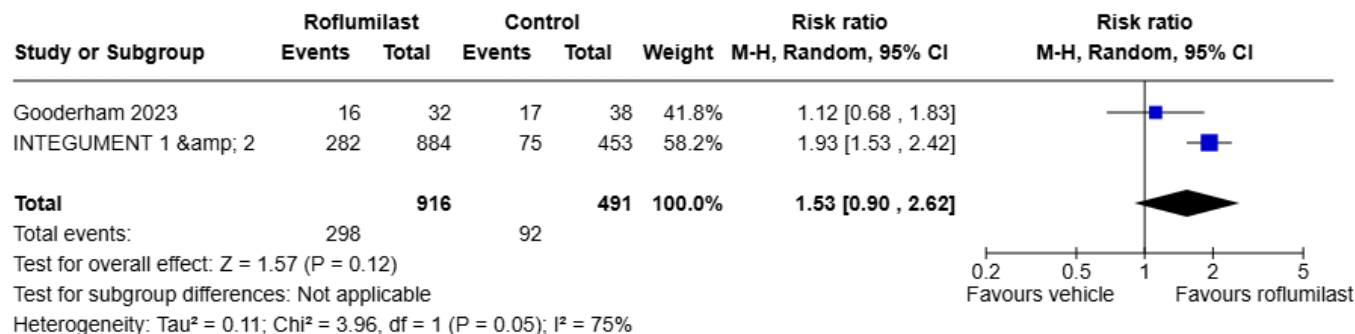 Roflumilast Control Risk ratio Risk ratio
Study or Subgroup Events Total Events Total Weight M-H, Random, 95% CI M-H, Random, 95% CI
Gooderham 2023 16 32 17 38 41.8% 1.12 [0.68 , 1.83]
INTEGUMENT 1 &amp; 2 282 884 75 453 58.2% 1.93 [1.53 , 2.42]
Total 916 491 100.0% 1.53 [0.90 , 2.62]
Total events: 298 92
Test for overall effect: Z = 1.57 (P = 0.12)
0.2 0.5 1 2 5
Test for subgroup differences: Not applicable
Favours vehicle Favours roflumilast
Heterogeneity: Tau² = 0.11; Chi² = 3.96, df = 1 (P = 0.05); I² = 75%